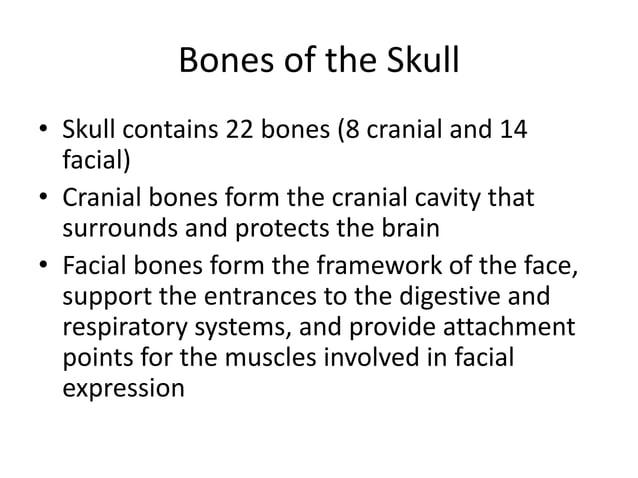 Bones of the Skull
• Skull contains 22 bones (8 cranial and 14
facial)
• Cranial bones form the cranial cavity that
surrounds and protects the brain
• Facial bones form the framework of the face,
support the entrances to the digestive and
respiratory systems, and provide attachment
points for the muscles involved in facial
expression